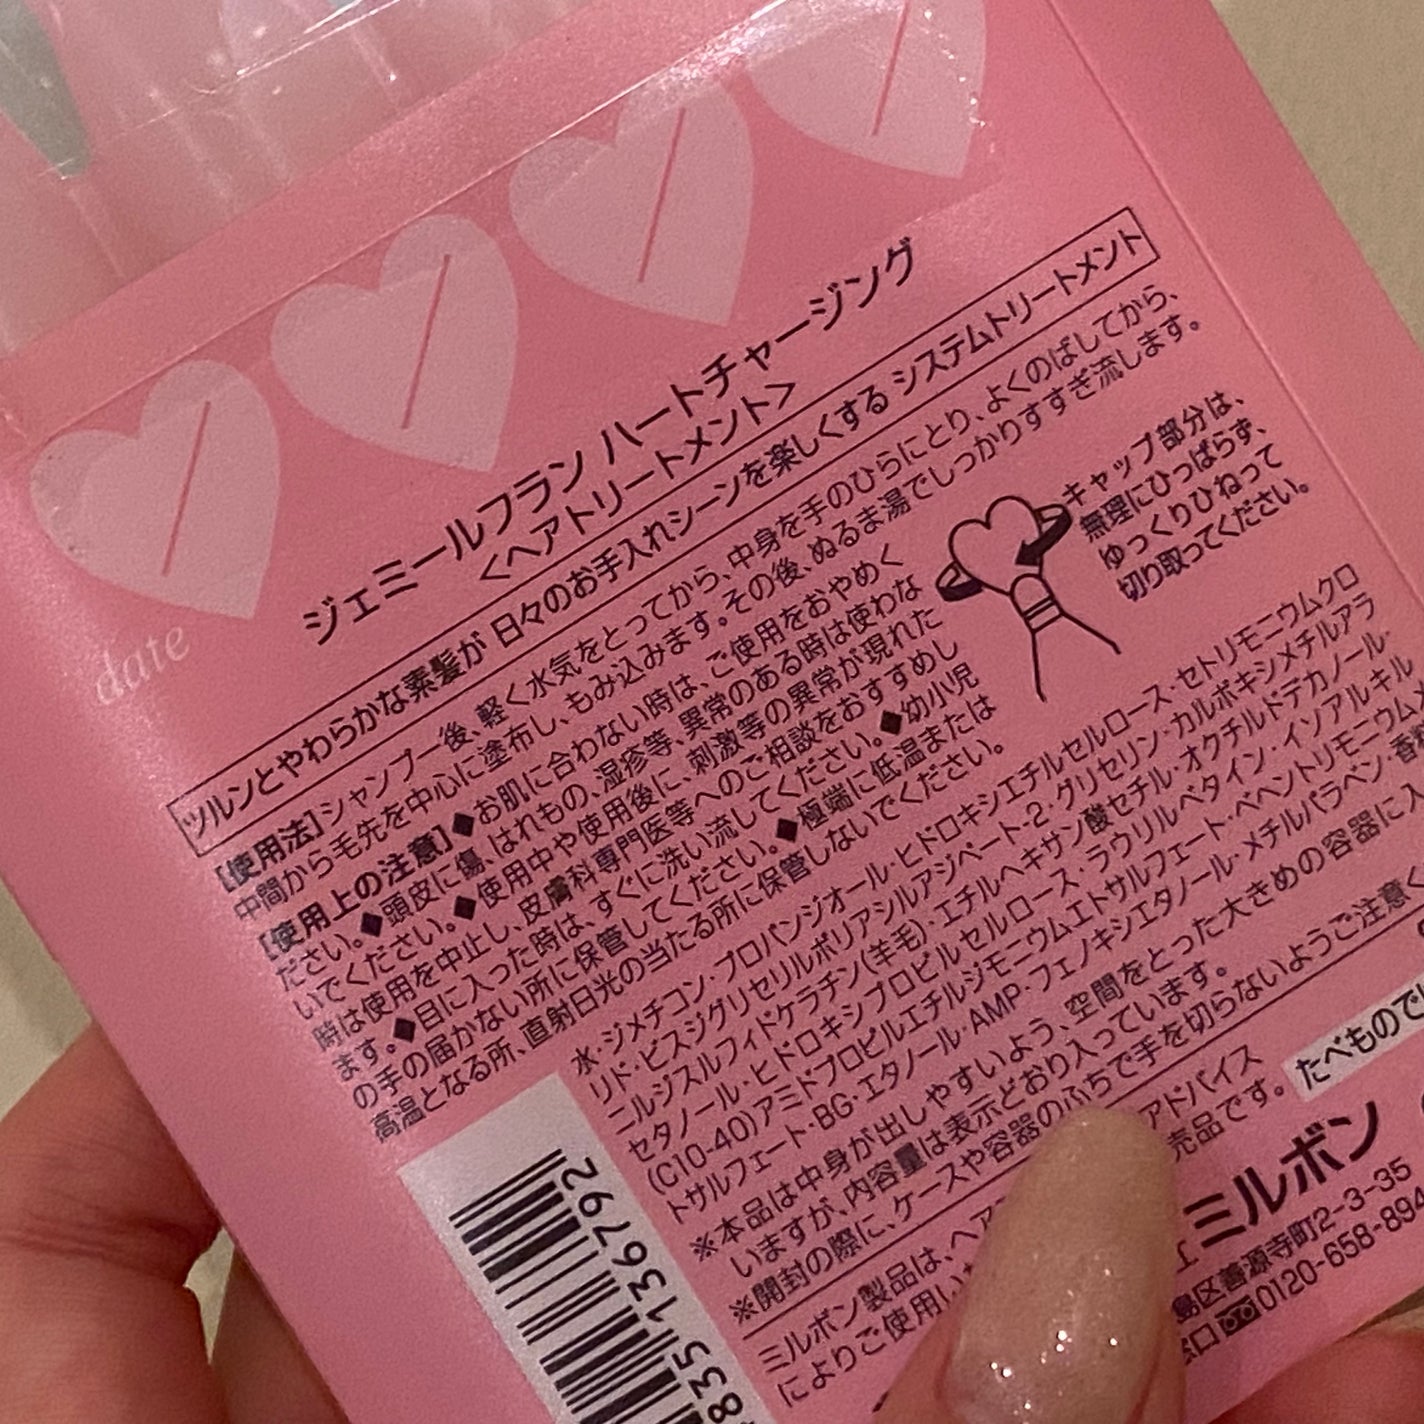 date
ジェミールフラン ハートチャージング
<ヘアトリートメント>
ツルンとやわらかな素髪が 日々のお手入れシーンを楽しくする システムトリートメント
【使用法】シャンプー後、軽く水気をとってから、中身を手のひらにとり、よくのばしてから、
中間から毛先を中心に塗布し、もみ込みます。その後、ぬるま湯でしっかりすすぎ流します。
【使用上の注意】◆お肌に合わない時は、ご使用をおやめく
ださい。◆頭皮に傷、はれもの、湿疹等、異常のある時は使わな
いでください。◆使用中や使用後に、刺激等の異常が現れた
時は使用を中止し、皮膚科専門医等へのご相談をおすすめし
ます。◆目に入った時は、すぐに洗い流してください。◆幼小児
の手の届かない所に保管してください。◆極端に低温または
高温となる所、直射日光の当たる所に保管しないでください。
キャップ部分は、
無理にひっぱらず、
ゆっくりひねって
切り取ってください。
水・ジメチコン・プロパンジオール・ヒドロキシエチルセルロース・セトリモニウムクロ
リド・ビスジグリセリルポリアシルアジペート-2・グリセリン・カルボキシメチルアラ
ニルジスルフィドケラチン(羊毛)・エチルヘキサン酸セチル・オクチルドデカノール・
セタノール・ヒドロキシプロピルセルロース・ラウリルベタイン・イソアルキル
(C10-40)アミドプロピルエチルジモニウムエトサルフェート・ベヘントリモニウムメ
トサルフェート・BG・エタノール・AMP・フェノキシエタノール・メチルパラベン・香料
※本品は中身が出しやすいよう、空間をとった大きめの容器に入
いますが、内容量は表示どおり入っています。
※開封の際に、ケースや容器のふちで手を切らないようご注意く
ミルボン製品は、ヘア アドバイス
によりご使用い 売品です。
たべもので
ミルボン
島区善源寺町2-3-35
窓口 0120-658-894
835 136792